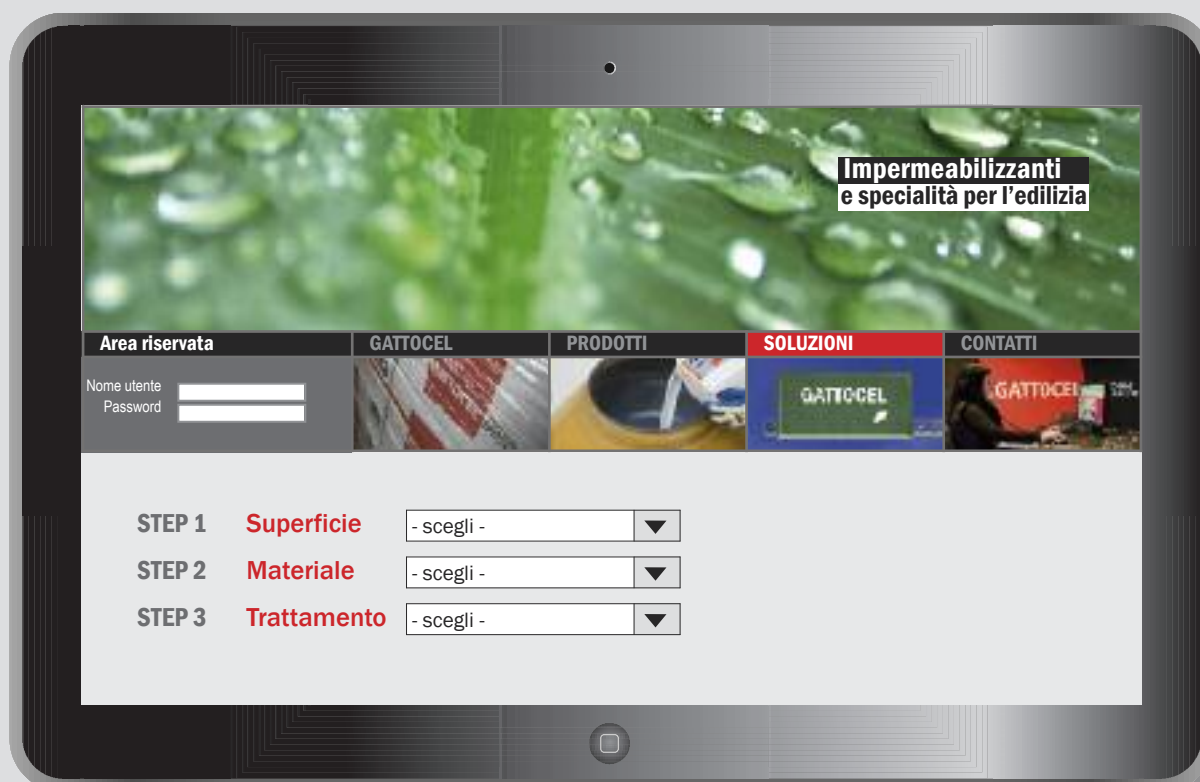 Impermeabilizzanti
e specialità per l'edilizia
Area riservata
GATTOCEL
PRODOTTI
SOLUZIONI
CONTATTI
Nome utente
Password
GATTOCEL
GATTOCEL
STEP 1 Superficie - scegli -
STEP 2 Materiale - scegli -
STEP 3 Trattamento - scegli -